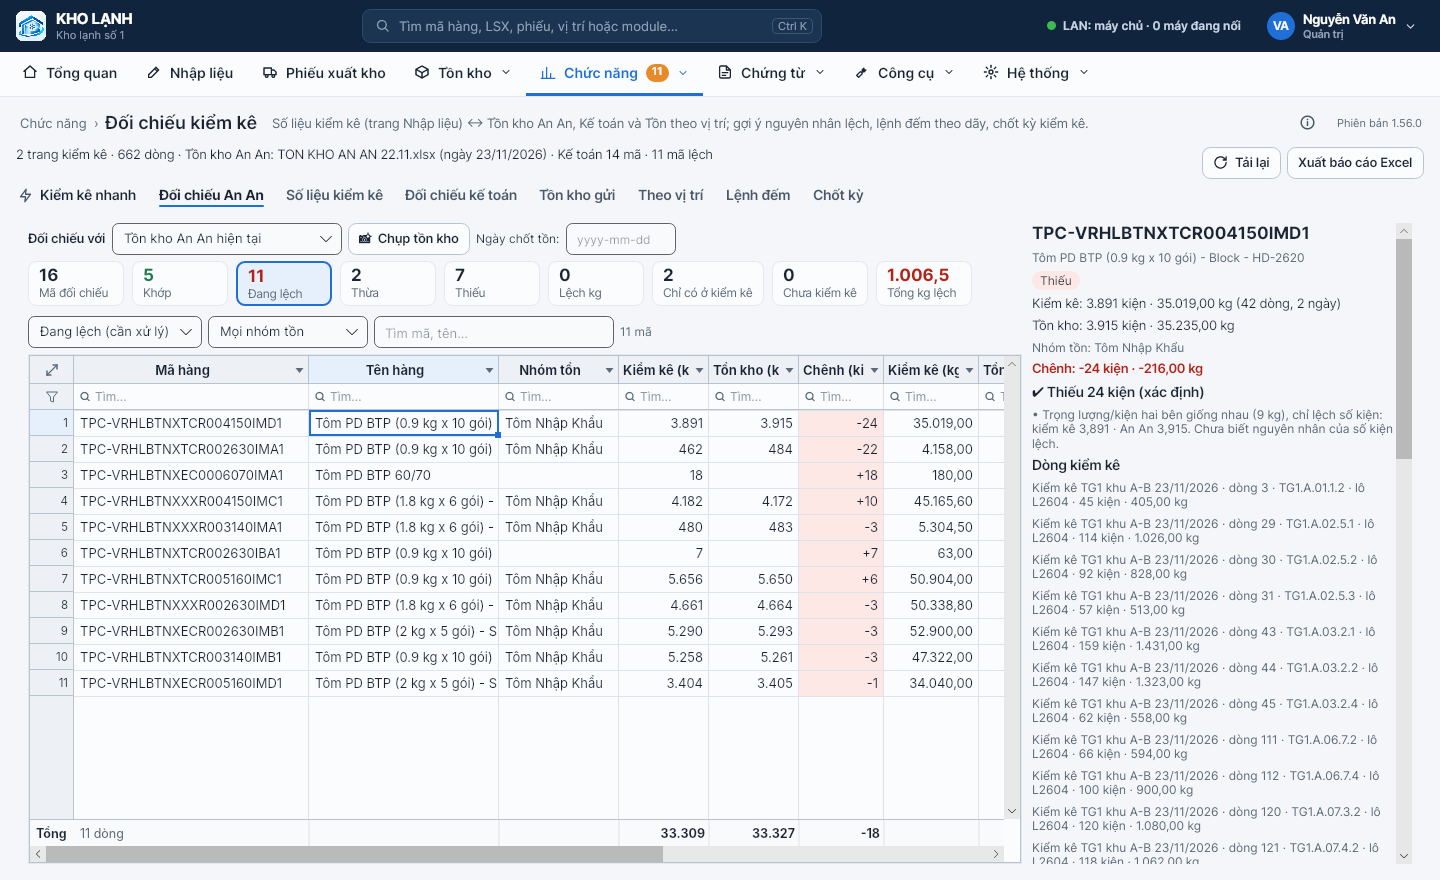 KHO LẠNH
Kho lạnh số 1
Tìm mã hàng, LSX, phiếu, vị trí hoặc module...
Ctrl K
LAN: máy chủ · 0 máy đang nối
VA
Nguyễn Văn An
Quản trị
Tổng quan
Nhập liệu
Phiếu xuất kho
Tồn kho
Chức năng 11
Chứng từ
Công cụ
Hệ thống
Chức năng › Đối chiếu kiểm kê
Số liệu kiểm kê (trang Nhập liệu) ↔ Tồn kho An An, Kế toán và Tồn theo vị trí; gợi ý nguyên nhân lệch, lệnh đếm theo dãy, chốt kỳ kiểm kê.
Phiên bản 1.56.0
2 trang kiểm kê · 662 dòng · Tồn kho An An: TON KHO AN AN 22.11.xlsx (ngày 23/11/2026) · Kế toán 14 mã · 11 mã lệch
Tải lại
Xuất báo cáo Excel
Kiểm kê nhanh
Đối chiếu An An
Số liệu kiểm kê
Đối chiếu kế toán
Tồn kho gửi
Theo vị trí
Lệnh đếm
Chốt kỳ
Đối chiếu với
Tồn kho An An hiện tại
Chụp tồn kho
Ngày chốt tồn:
yyyy-mm-dd
16
Mã đối chiếu
5
Khớp
11
Đang lệch
2
Thừa
7
Thiếu
0
Lệch kg
2
Chỉ có ở kiểm kê
0
Chưa kiểm kê
1.006,5
Tổng kg lệch
Đang lệch (cần xử lý)
Mọi nhóm tồn
Tìm mã, tên...
11 mã
Mã hàng Tên hàng Nhóm tồn Kiểm kê (k Tồn kho (k Chênh (ki Kiểm kê (kg Tồn
Tìm... Tìm... Tìm... Tìm... Tìm... Tìm... Tìm... T
1 TPC-VRHLBTNXTCR004150IMD1 Tôm PD BTP (0.9 kg x 10 gói) Tôm Nhập Khẩu 3.891 3.915 -24 35.019,00
2 TPC-VRHLBTNXTCR002630IMA1 Tôm PD BTP (0.9 kg x 10 gói) Tôm Nhập Khẩu 462 484 -22 4.158,00
3 TPC-VRHLBTNXEC0006070IMA1 Tôm PD BTP 60/70 18 +18 180,00
4 TPC-VRHLBTNXXXR004150IMC1 Tôm PD BTP (1.8 kg x 6 gói) - Tôm Nhập Khẩu 4.182 4.172 +10 45.165,60
5 TPC-VRHLBTNXXXR003140IMA1 Tôm PD BTP (1.8 kg x 6 gói) - Tôm Nhập Khẩu 480 483 -3 5.304,50
6 TPC-VRHLBTNXTCR002630IBA1 Tôm PD BTP (0.9 kg x 10 gói) 7 +7 63,00
7 TPC-VRHLBTNXTCR005160IMC1 Tôm PD BTP (0.9 kg x 10 gói) Tôm Nhập Khẩu 5.656 5.650 +6 50.904,00
8 TPC-VRHLBTNXXXR002630IMD1 Tôm PD BTP (1.8 kg x 6 gói) - Tôm Nhập Khẩu 4.661 4.664 -3 50.338,80
9 TPC-VRHLBTNXECR002630IMB1 Tôm PD BTP (2 kg x 5 gói) - S Tôm Nhập Khẩu 5.290 5.293 -3 52.900,00
10 TPC-VRHLBTNXTCR003140IMB1 Tôm PD BTP (0.9 kg x 10 gói) Tôm Nhập Khẩu 5.258 5.261 -3 47.322,00
11 TPC-VRHLBTNXECR005160IMD1 Tôm PD BTP (2 kg x 5 gói) - S Tôm Nhập Khẩu 3.404 3.405 -1 34.040,00
Tổng 11 dòng 33.309 33.327 -18
TPC-VRHLBTNXTCR004150IMD1
Tôm PD BTP (0.9 kg x 10 gói) - Block - HD-2620
Thiếu
Kiểm kê: 3.891 kiện · 35.019,00 kg (42 dòng, 2 ngày)
Tồn kho: 3.915 kiện · 35.235,00 kg
Nhóm tồn: Tôm Nhập Khẩu
Chênh: -24 kiện · -216,00 kg
✔ Thiếu 24 kiện (xác định)
• Trọng lượng/kiện hai bên giống nhau (9 kg), chỉ lệch số kiện:
kiểm kê 3,891 · An An 3,915. Chưa biết nguyên nhân của số kiện
lệch.
Dòng kiểm kê
Kiểm kê TG1 khu A-B 23/11/2026 · dòng 3 · TG1.A.01.1.2 · lô
L2604 · 45 kiện · 405,00 kg
Kiểm kê TG1 khu A-B 23/11/2026 · dòng 29 · TG1.A.02.5.1 · lô
L2604 · 114 kiện · 1.026,00 kg
Kiểm kê TG1 khu A-B 23/11/2026 · dòng 30 · TG1.A.02.5.2 · lô
L2604 · 92 kiện · 828,00 kg
Kiểm kê TG1 khu A-B 23/11/2026 · dòng 31 · TG1.A.02.5.3 · lô
L2604 · 57 kiện · 513,00 kg
Kiểm kê TG1 khu A-B 23/11/2026 · dòng 43 · TG1.A.03.2.1 · lô
L2604 · 159 kiện · 1.431,00 kg
Kiểm kê TG1 khu A-B 23/11/2026 · dòng 44 · TG1.A.03.2.2 · lô
L2604 · 147 kiện · 1.323,00 kg
Kiểm kê TG1 khu A-B 23/11/2026 · dòng 45 · TG1.A.03.2.4 · lô
L2604 · 62 kiện · 558,00 kg
Kiểm kê TG1 khu A-B 23/11/2026 · dòng 111 · TG1.A.06.7.2 · lô
L2604 · 66 kiện · 594,00 kg
Kiểm kê TG1 khu A-B 23/11/2026 · dòng 112 · TG1.A.06.7.4 · lô
L2604 · 100 kiện · 900,00 kg
Kiểm kê TG1 khu A-B 23/11/2026 · dòng 120 · TG1.A.07.3.2 · lô
L2604 · 120 kiện · 1.080,00 kg
Kiểm kê TG1 khu A-B 23/11/2026 · dòng 121 · TG1.A.07.4.2 · lô
L2604 · 118 kiện · 1.062,00 kg